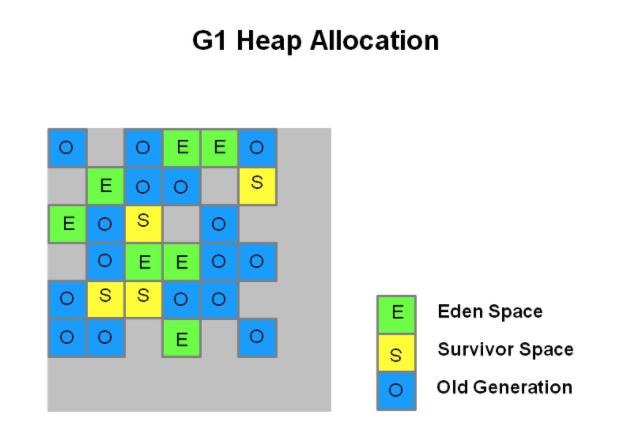 G1 Heap Allocation
O O E E O
E O O S
E O S O
O E E O O
O S S O O
O O E O
E Eden Space
S Survivor Space
O Old Generation